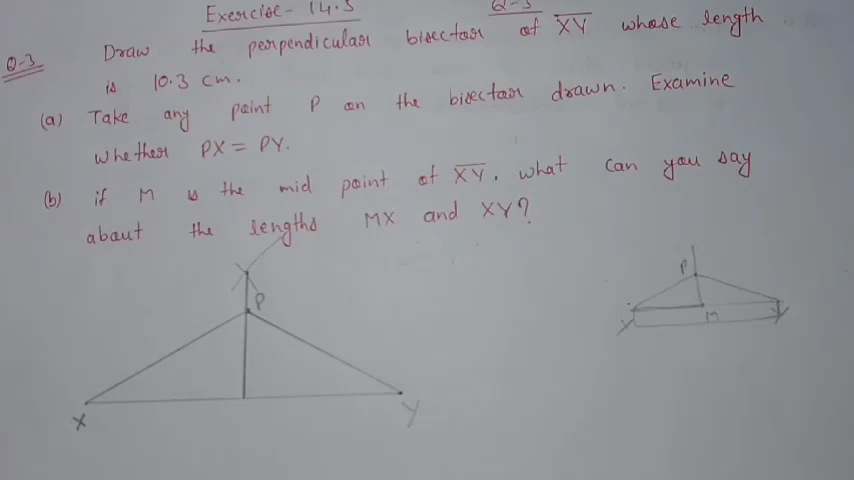 Exercise - 14.5
Q-3
Q-3 Draw the perpendicular bisector of XY whose length
is 10.3 cm.
(a) Take any point P on the bisector drawn. Examine
whether PX = PY.
(b) if M is the mid point of XY, what can you say
about the lengths MX and XY?
P
P
M
X
Y
X
Y